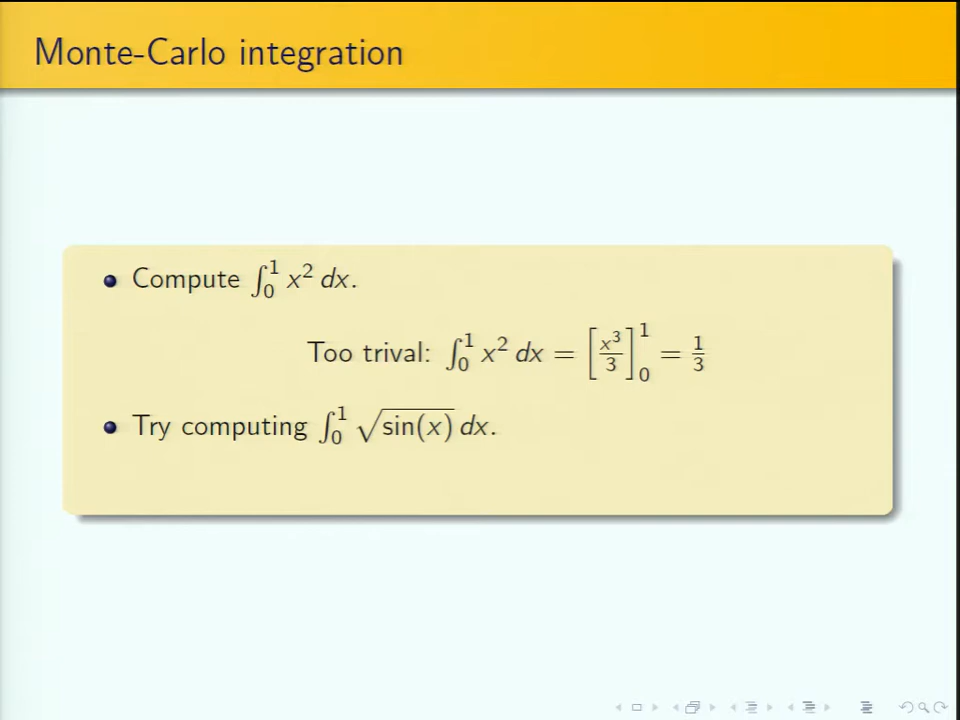 Monte-Carlo integration
Compute ∫₀¹ x² dx.
Too trival: ∫₀¹ x² dx = [x³/3]₀¹ = 1/3
Try computing ∫₀¹ √sin(x) dx.